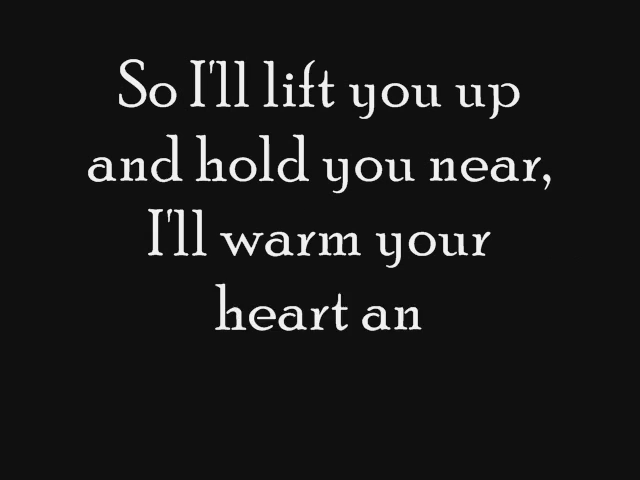 So I'll lift you up
and hold you near,
I'll warm your
heart an